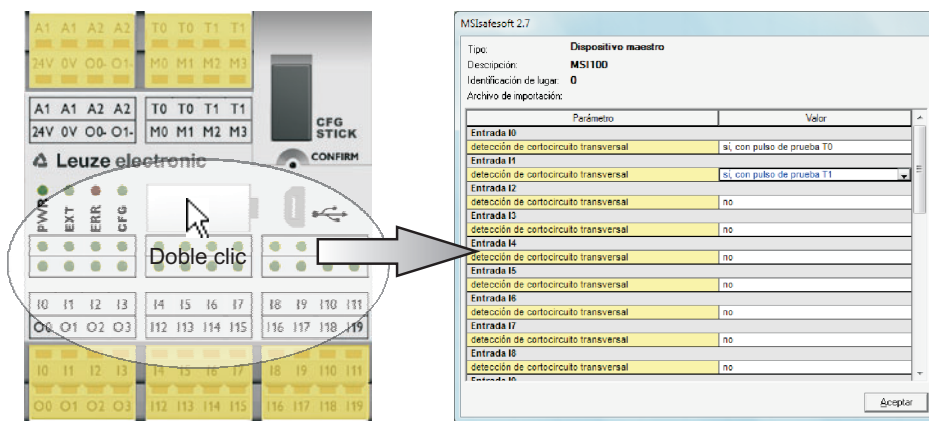 A1 A1 A2 A2 T0 T0 T1 T1
24V 0V O0- O1- M0 M1 M2 M3
A1 A1 A2 A2 T0 T0 T1 T1
24V 0V O0- O1- M0 M1 M2 M3
CFG
STICK
Leuze electronic
CONFIRM
PWR
EXT
ERR
CFG
Doble clic
I0 I1 I2 I3 I4 I5 I6 I7 I8 I9 I10 I11
O0 O1 O2 O3 I12 I13 I14 I15 I16 I17 I18 I19
I0 I1 I2 I3 I4 I5 I6 I7 I8 I9 I10 I11
O0 O1 O2 O3 I12 I13 I14 I15 I16 I17 I18 I19
MSIsafesoft 2.7
Tipo: Dispositivo maestro
Descripción: MSI100
Identificación de lugar: 0
Archivo de importación:
Parámetro Valor
Entrada I0
detección de cortocircuito transversal sí, con pulso de prueba T0
Entrada I1
detección de cortocircuito transversal sí, con pulso de prueba T1
Entrada I2
detección de cortocircuito transversal no
Entrada I3
detección de cortocircuito transversal no
Entrada I4
detección de cortocircuito transversal no
Entrada I5
detección de cortocircuito transversal no
Entrada I6
detección de cortocircuito transversal no
Entrada I7
detección de cortocircuito transversal no
Entrada I8
detección de cortocircuito transversal no
Entrada I9
Aceptar